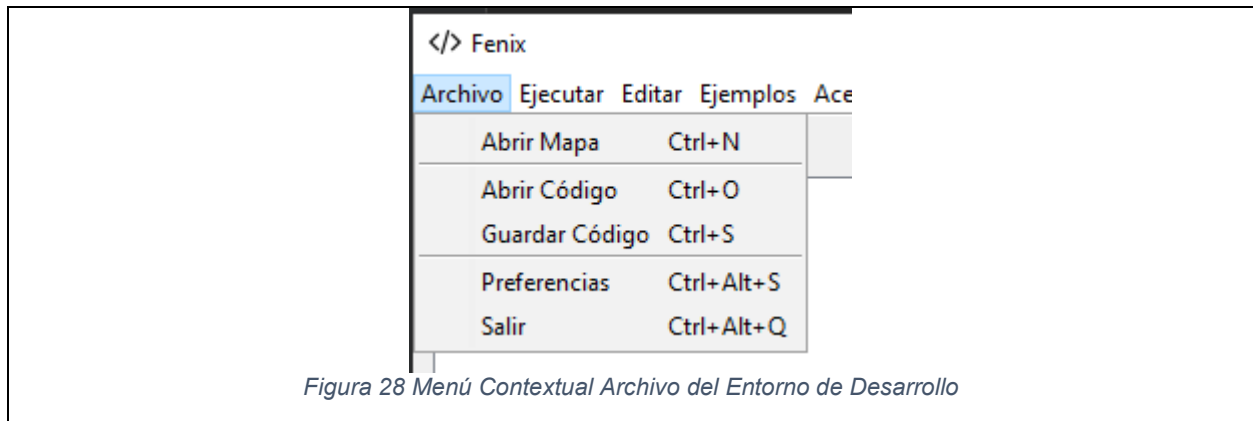 </> Fenix
Archivo Ejecutar Editar Ejemplos Ace
Abrir Mapa Ctrl+N
Abrir Código Ctrl+O
Guardar Código Ctrl+S
Preferencias Ctrl+Alt+S
Salir Ctrl+Alt+Q
Figura 28 Menú Contextual Archivo del Entorno de Desarrollo